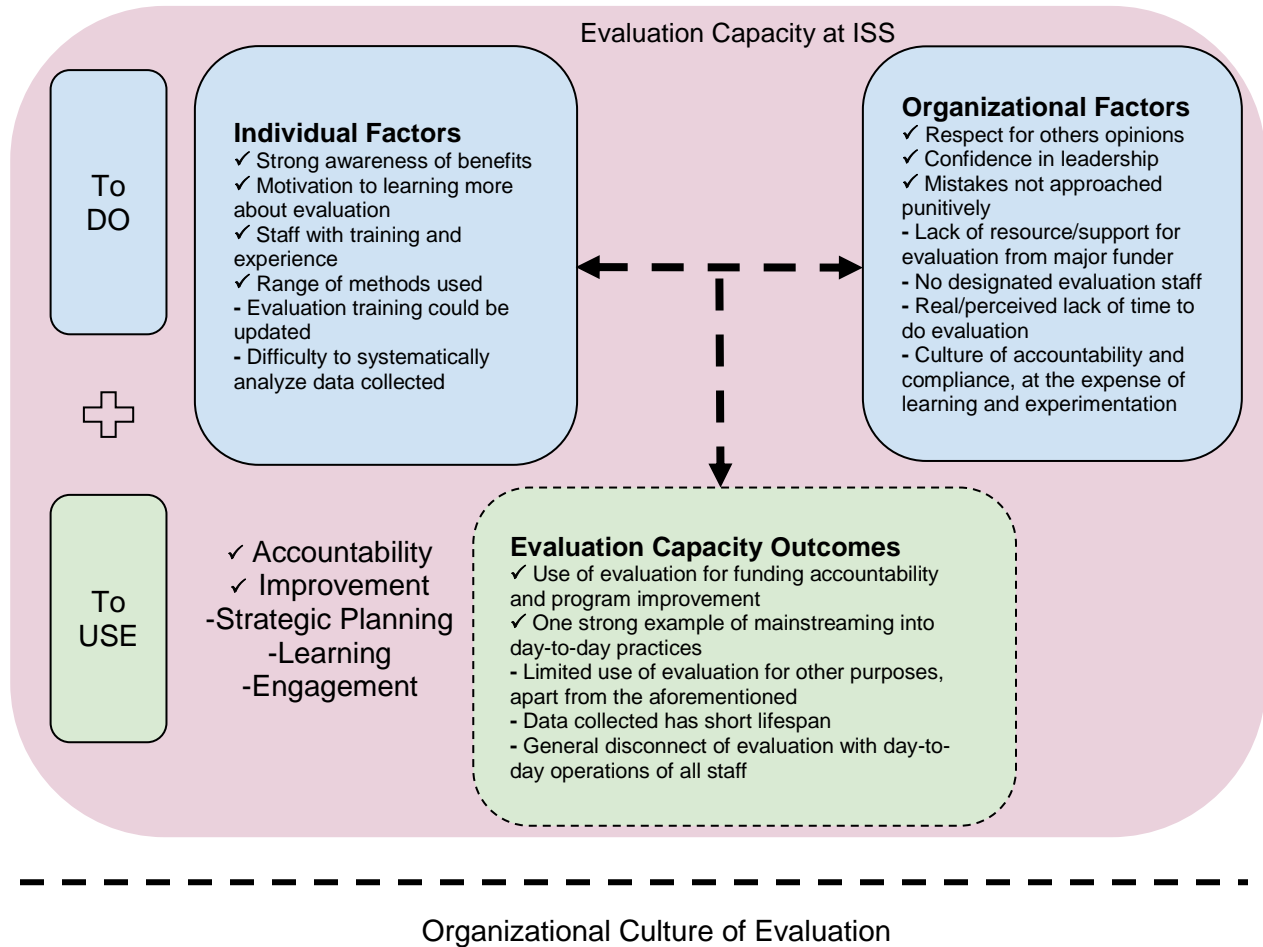 Evaluation Capacity at ISS
To
DO
Individual Factors
✓ Strong awareness of benefits
✓ Motivation to learning more
about evaluation
✓ Staff with training and
experience
✓ Range of methods used
- Evaluation training could be
updated
- Difficulty to systematically
analyze data collected
Organizational Factors
✓ Respect for others opinions
✓ Confidence in leadership
✓ Mistakes not approached
punitively
- Lack of resource/support for
evaluation from major funder
- No designated evaluation staff
- Real/perceived lack of time to
do evaluation
- Culture of accountability and
compliance, at the expense of
learning and experimentation
To
USE
✓ Accountability
✓ Improvement
-Strategic Planning
-Learning
-Engagement
Evaluation Capacity Outcomes
✓ Use of evaluation for funding accountability
and program improvement
✓ One strong example of mainstreaming into
day-to-day practices
- Limited use of evaluation for other purposes,
apart from the aforementioned
- Data collected has short lifespan
- General disconnect of evaluation with day-to-
day operations of all staff
Organizational Culture of Evaluation